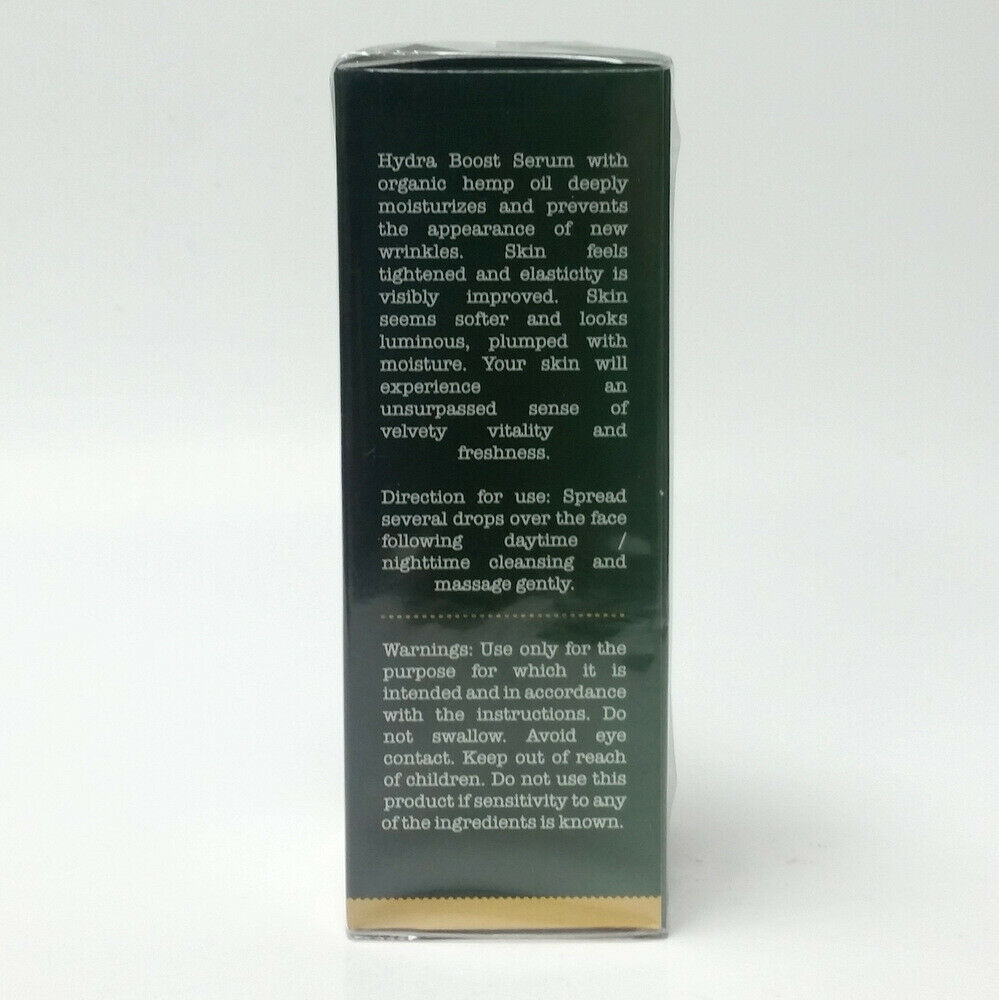 Hydra Boost Serum with
organic hemp oil deeply
moisturizes and prevents
the appearance of new
wrinkles. Skin feels
tightened and elasticity is
visibly improved. Skin
seems softer and looks
luminous, plumped with
moisture. Your skin will
experience an
unsurpassed sense of
velvety vitality and
freshness.
Direction for use: Spread
several drops over the face
following daytime /
nighttime cleansing and
massage gently.
Warnings: Use only for the
purpose for which it is
intended and in accordance
with the instructions. Do
not swallow. Avoid eye
contact. Keep out of reach
of children. Do not use this
product if sensitivity to any
of the ingredients is known.